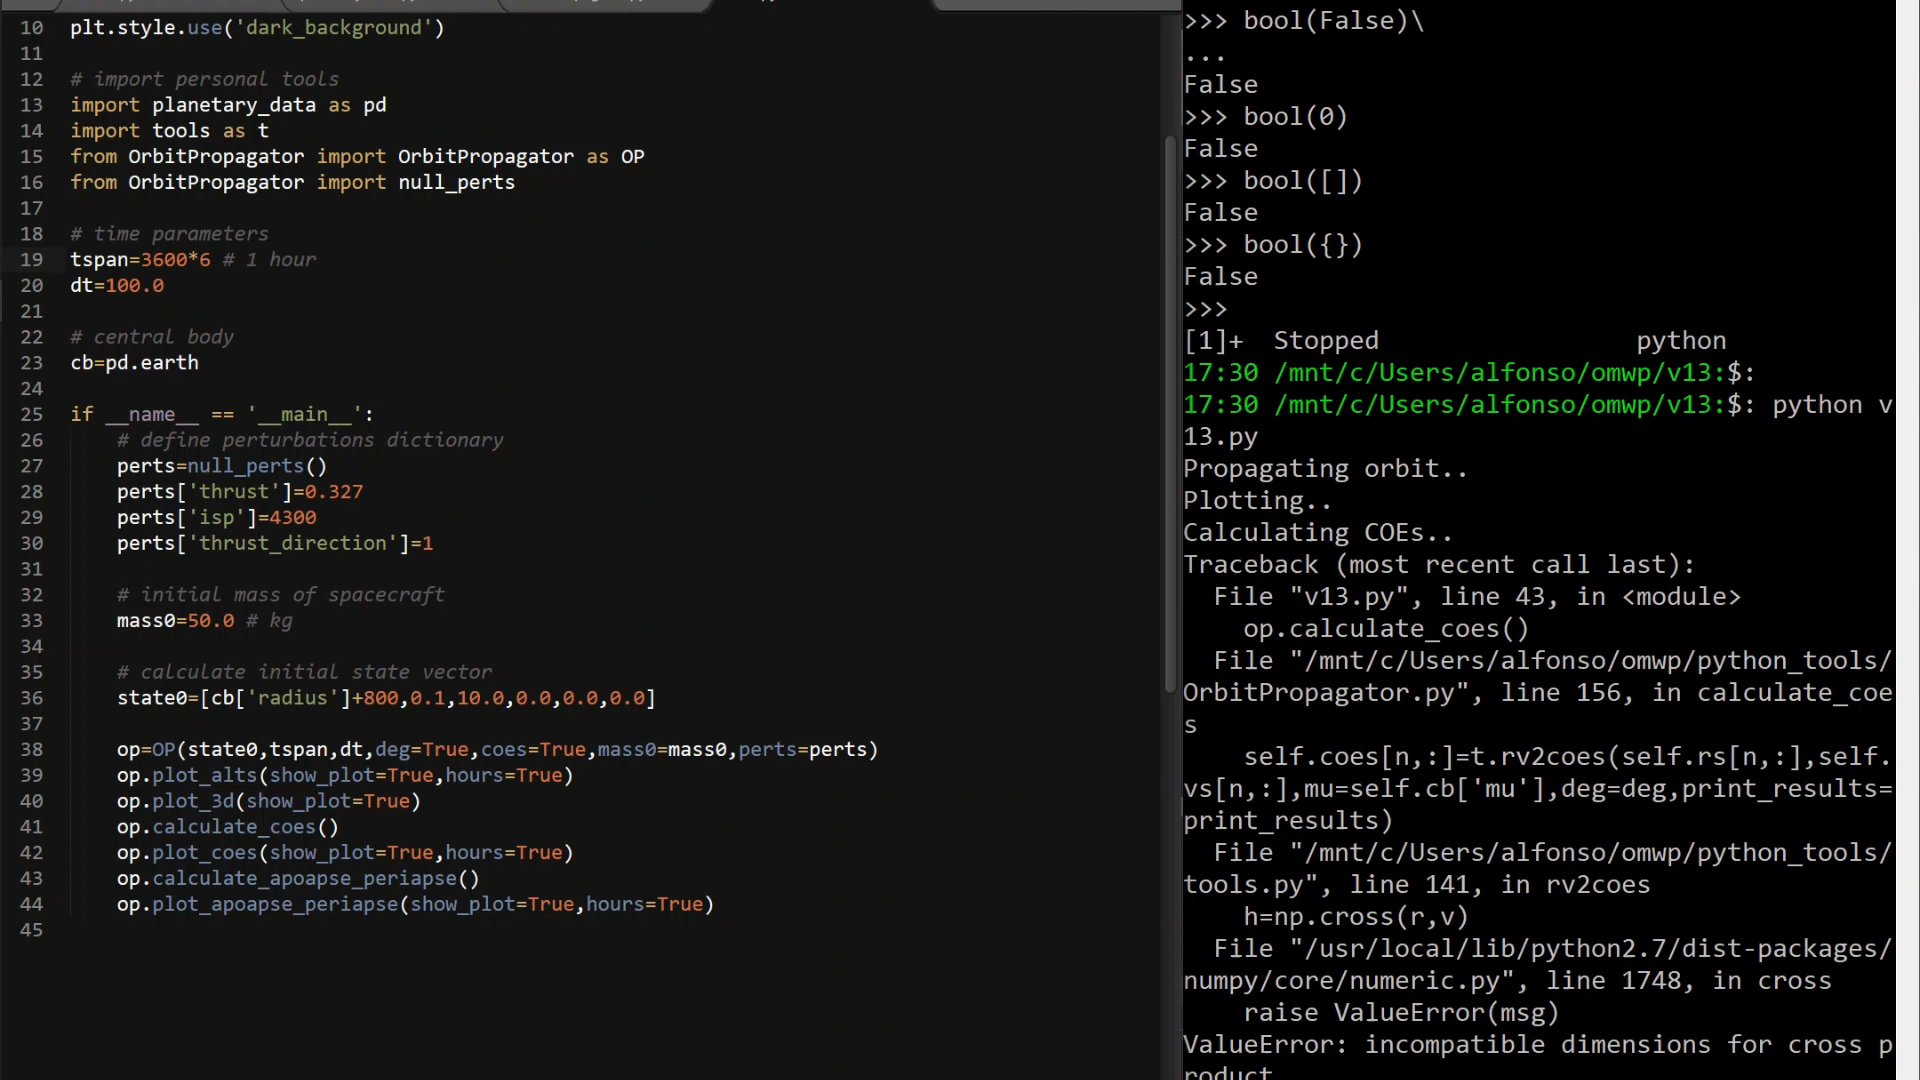 10 plt.style.use('dark_background')
11
12 # import personal tools
13 import planetary_data as pd
14 import tools as t
15 from OrbitPropagator import OrbitPropagator as OP
16 from OrbitPropagator import null_perts
17
18 # time parameters
19 tspan=3600*6 # 1 hour
20 dt=100.0
21
22 # central body
23 cb=pd.earth
24
25 if __name__ == '__main__':
26     # define perturbations dictionary
27     perts=null_perts()
28     perts['thrust']=0.327
29     perts['isp']=4300
30     perts['thrust_direction']=1
31
32     # initial mass of spacecraft
33     mass0=50.0 # kg
34
35     # calculate initial state vector
36     state0=[cb['radius']+800,0.1,10.0,0.0,0.0,0.0]
37
38     op=OP(state0,tspan,dt,deg=True,coes=True,mass0=mass0,perts=perts)
39     op.plot_alts(show_plot=True,hours=True)
40     op.plot_3d(show_plot=True)
41     op.calculate_coes()
42     op.plot_coes(show_plot=True,hours=True)
43     op.calculate_apoapse_periapse()
44     op.plot_apoapse_periapse(show_plot=True,hours=True)
45
>>> bool(False)\
...
False
>>> bool(0)
False
>>> bool([])
False
>>> bool({})
False
>>>
[1]+  Stopped                 python
17:30 /mnt/c/Users/alfonso/omwp/v13:$:
17:30 /mnt/c/Users/alfonso/omwp/v13:$: python v
13.py
Propagating orbit..
Plotting..
Calculating COEs..
Traceback (most recent call last):
  File "v13.py", line 43, in <module>
    op.calculate_coes()
  File "/mnt/c/Users/alfonso/omwp/python_tools/
OrbitPropagator.py", line 156, in calculate_coe
s
    self.coes[n,:]=t.rv2coes(self.rs[n,:],self.
vs[n,:],mu=self.cb['mu'],deg=deg,print_results=
print_results)
  File "/mnt/c/Users/alfonso/omwp/python_tools/
tools.py", line 141, in rv2coes
    h=np.cross(r,v)
  File "/usr/local/lib/python2.7/dist-packages/
numpy/core/numeric.py", line 1748, in cross
    raise ValueError(msg)
ValueError: incompatible dimensions for cross p
roduct